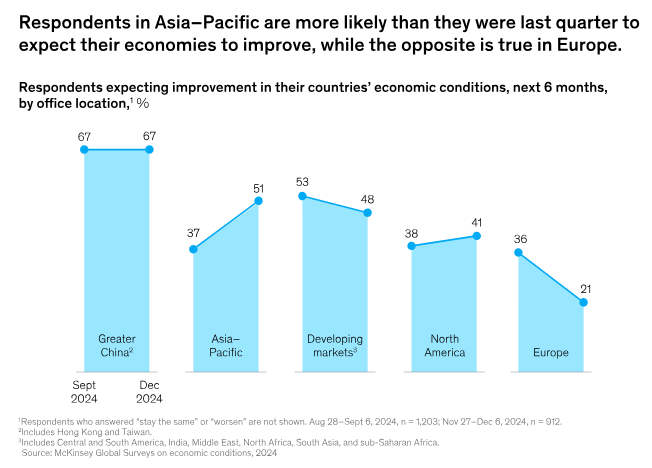 Respondents in Asia–Pacific are more likely than they were last quarter to
expect their economies to improve, while the opposite is true in Europe.
Respondents expecting improvement in their countries’ economic conditions, next 6 months,
by office location,¹ %
67 67
37 51
53 48
38 41
36 21
Greater
China²
Asia–
Pacific
Developing
markets³
North
America
Europe
Sept
2024
Dec
2024
¹Respondents who answered “stay the same” or “worsen” are not shown. Aug 28–Sept 6, 2024, n = 1,203; Nov 27–Dec 6, 2024, n = 912.
²Includes Hong Kong and Taiwan.
³Includes Central and South America, India, Middle East, North Africa, South Asia, and sub-Saharan Africa.
Source: McKinsey Global Surveys on economic conditions, 2024